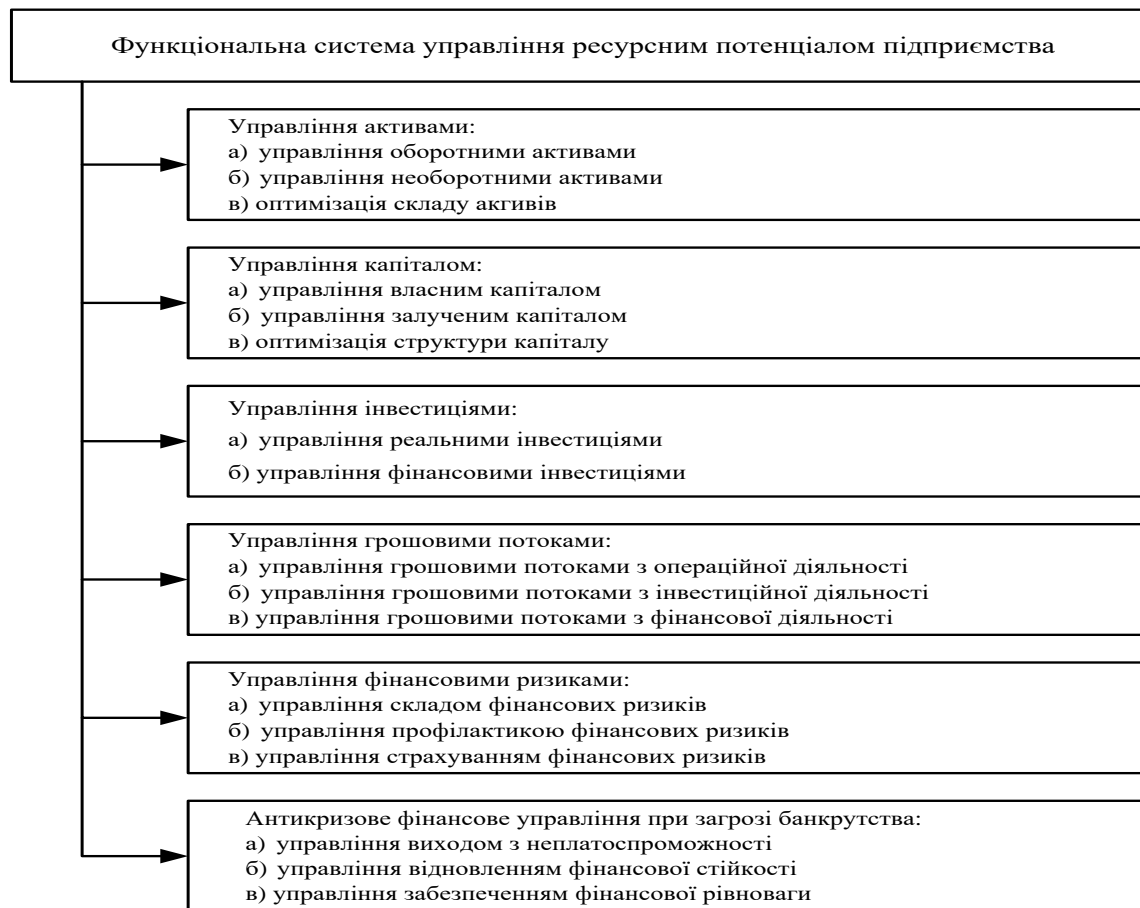 Функціональна система управління ресурсним потенціалом підприємства
Управління активами:
а) управління оборотними активами
б) управління необоротними активами
в) оптимізація складу акгивів
Управління капіталом:
а) управління власним капіталом
б) управління залученим капіталом
в) оптимізація структури капіталу
Управління інвестиціями:
а) управління реальними інвестиціями
б) управління фінансовими інвестиціями
Управління грошовими потоками:
а) управління грошовими потоками з операційної діяльності
б) управління грошовими потоками з інвестиційної діяльності
в) управління грошовими потоками з фінансової діяльності
Управління фінансовими ризиками:
а) управління складом фінансових ризиків
б) управління профілактикою фінансових ризиків
в) управління страхуванням фінансових ризиків
Антикризове фінансове управління при загрозі банкрутства:
а) управління виходом з неплатоспроможності
б) управління відновленням фінансової стійкості
в) управління забезпеченням фінансової рівноваги